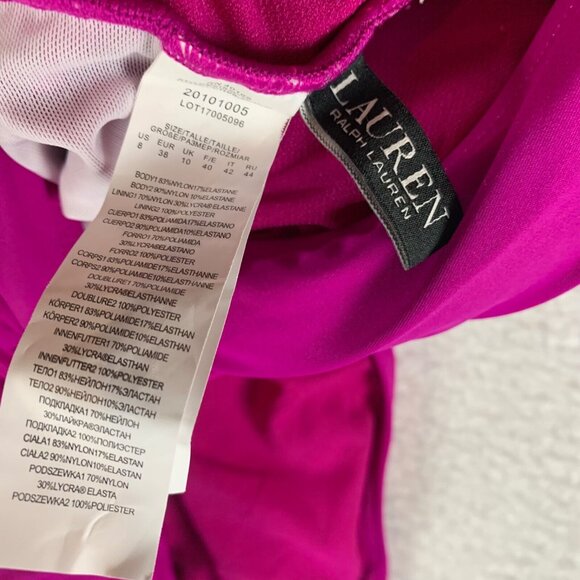 20101005
LOT17005096
SIZE/TALLE/TAILLE/
GRÖßE/РАЗМЕР/ROZMIAR
US EUR UK F/E IT RU
8 38 10 40 42 44
BODY1 83%NYLON17%ELASTANE
BODY2 90%NYLON 10%ELASTANE
LINING1 70%NYLON 30%LYCRA®ELASTANE
LINING2 100%POLYESTER
CUERPO1 83%POLIAMIDA17%ELASTANO
CUERPO2 90%POLIAMIDA10%ELASTANO
FORRO1 70%POLIAMIDA
30%LYCRA®ELASTANO
FORRO2 100%POLIESTER
CORPS1 83%POLYAMIDE17%ELASTHANNE
CORPS2 90%POLYAMIDE10%ELASTHANNE
DOUBLURE1 70%POLYAMIDE
30%LYCRA®ELASTHANNE
DOUBLURE2 100%POLYESTER
KÖRPER1 83%POLYAMIDE17%ELASTHAN
KÖRPER2 90%POLYAMIDE10%ELASTHAN
INNENFUTTER1 70%POLYAMIDE
30%LYCRA®ELASTHAN
INNENFUTTER2 100%POLYESTER
ТЕЛО1 83%НЕЙЛОН17%ЭЛАСТАН
ТЕЛО2 90%НЕЙЛОН10%ЭЛАСТАН
ПОДКЛАДКА1 70%НЕЙЛОН
30%ЛАЙКРА®ЭЛАСТАН
ПОДКЛАДКА2 100%ПОЛИЭСТЕР
CIAŁA1 83%NYLON17%ELASTAN
CIAŁA2 90%NYLON10%ELASTAN
PODSZEWKA1 70%NYLON
30%LYCRA® ELASTA
PODSZEWKA2 100%POLYESTER
LAUREN
RALPH LAUREN